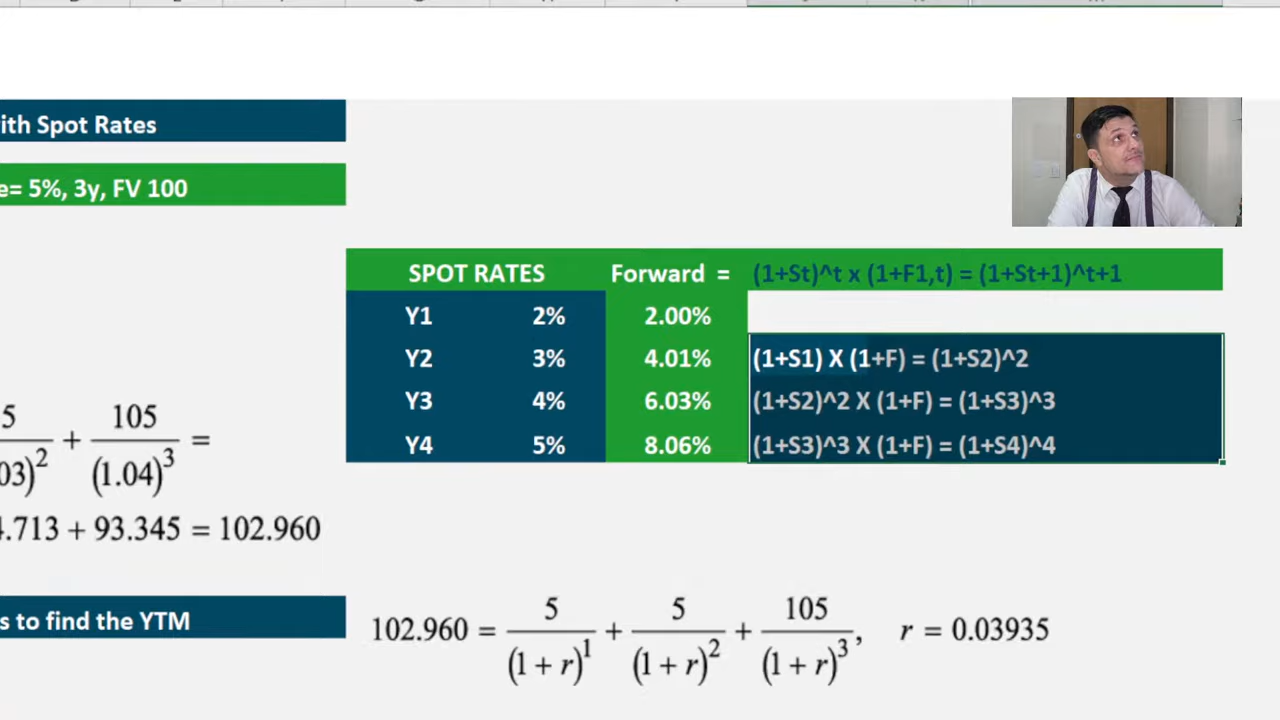 ith Spot Rates
e= 5%, 3y, FV 100
SPOT RATES Forward = (1+St)^t x (1+F1,t) = (1+St+1)^t+1
Y1 2% 2.00%
Y2 3% 4.01% (1+S1) X (1+F) = (1+S2)^2
Y3 4% 6.03% (1+S2)^2 X (1+F) = (1+S3)^3
Y4 5% 8.06% (1+S3)^3 X (1+F) = (1+S4)^4
5/03)^2 + 105/(1.04)^3 =
4.713 + 93.345 = 102.960
s to find the YTM
102.960 = 5/(1 + r)^1 + 5/(1 + r)^2 + 105/(1 + r)^3, r = 0.03935